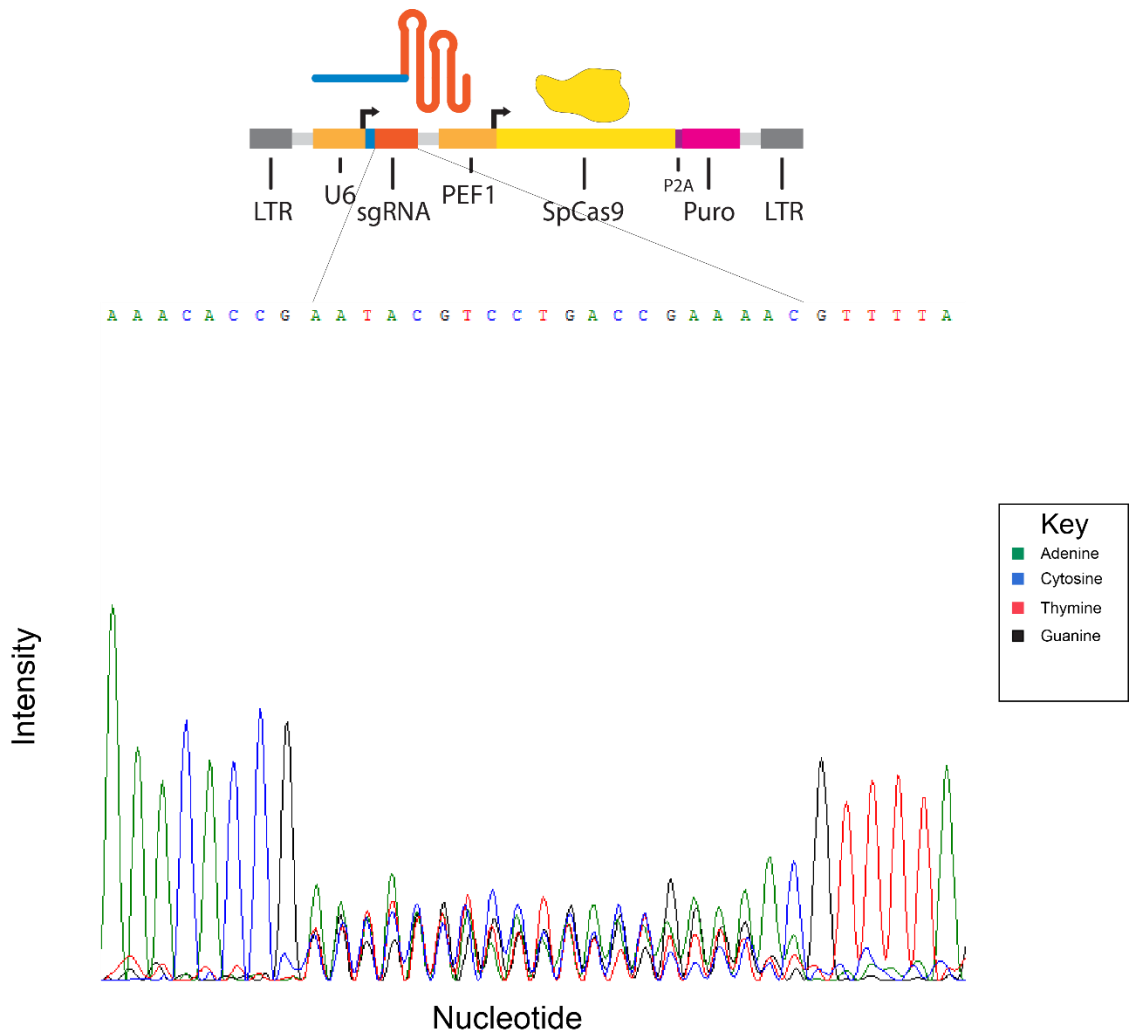 U6
PEF1
P2A
LTR
sgRNA
SpCas9
Puro
LTR
A A A C A C C G A A T A C G T C C T G A C C G A A A A C G T T T T A
Key
Adenine
Cytosine
Thymine
Guanine
Intensity
Nucleotide